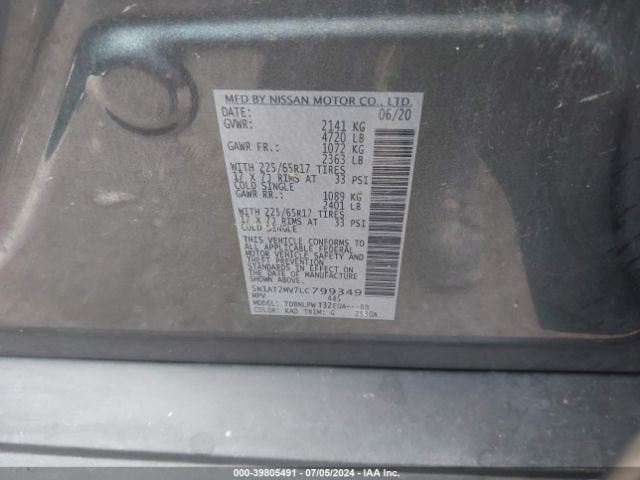 MFD BY NISSAN MOTOR CO., LTD.
DATE: 06/20
GVWR: 2141 KG
4720 LB
GAWR FR.: 1072 KG
2363 LB
WITH 225/65R17 TIRES
17 X 7J RIMS AT 33 PSI
COLD SINGLE
GAWR RR.: 1089 KG
2401 LB
WITH 225/65R17 TIRES
17 X 7J RIMS AT 33 PSI
COLD SINGLE
THIS VEHICLE CONFORMS TO
ALL APPLICABLE FEDERAL
MOTOR VEHICLE SAFETY AND
THEFT PREVENTION
STANDARDS IN EFFECT ON
THE DATE OF MANUFACTURE
SHOWN ABOVE.
5N1AT2MV7LC799349
MPV 445
MODEL: TDBNLPW T32EUA---BB
COLOR: KAD TRIM: G 2530A
000-39805491 - 07/05/2024 - IAA Inc.